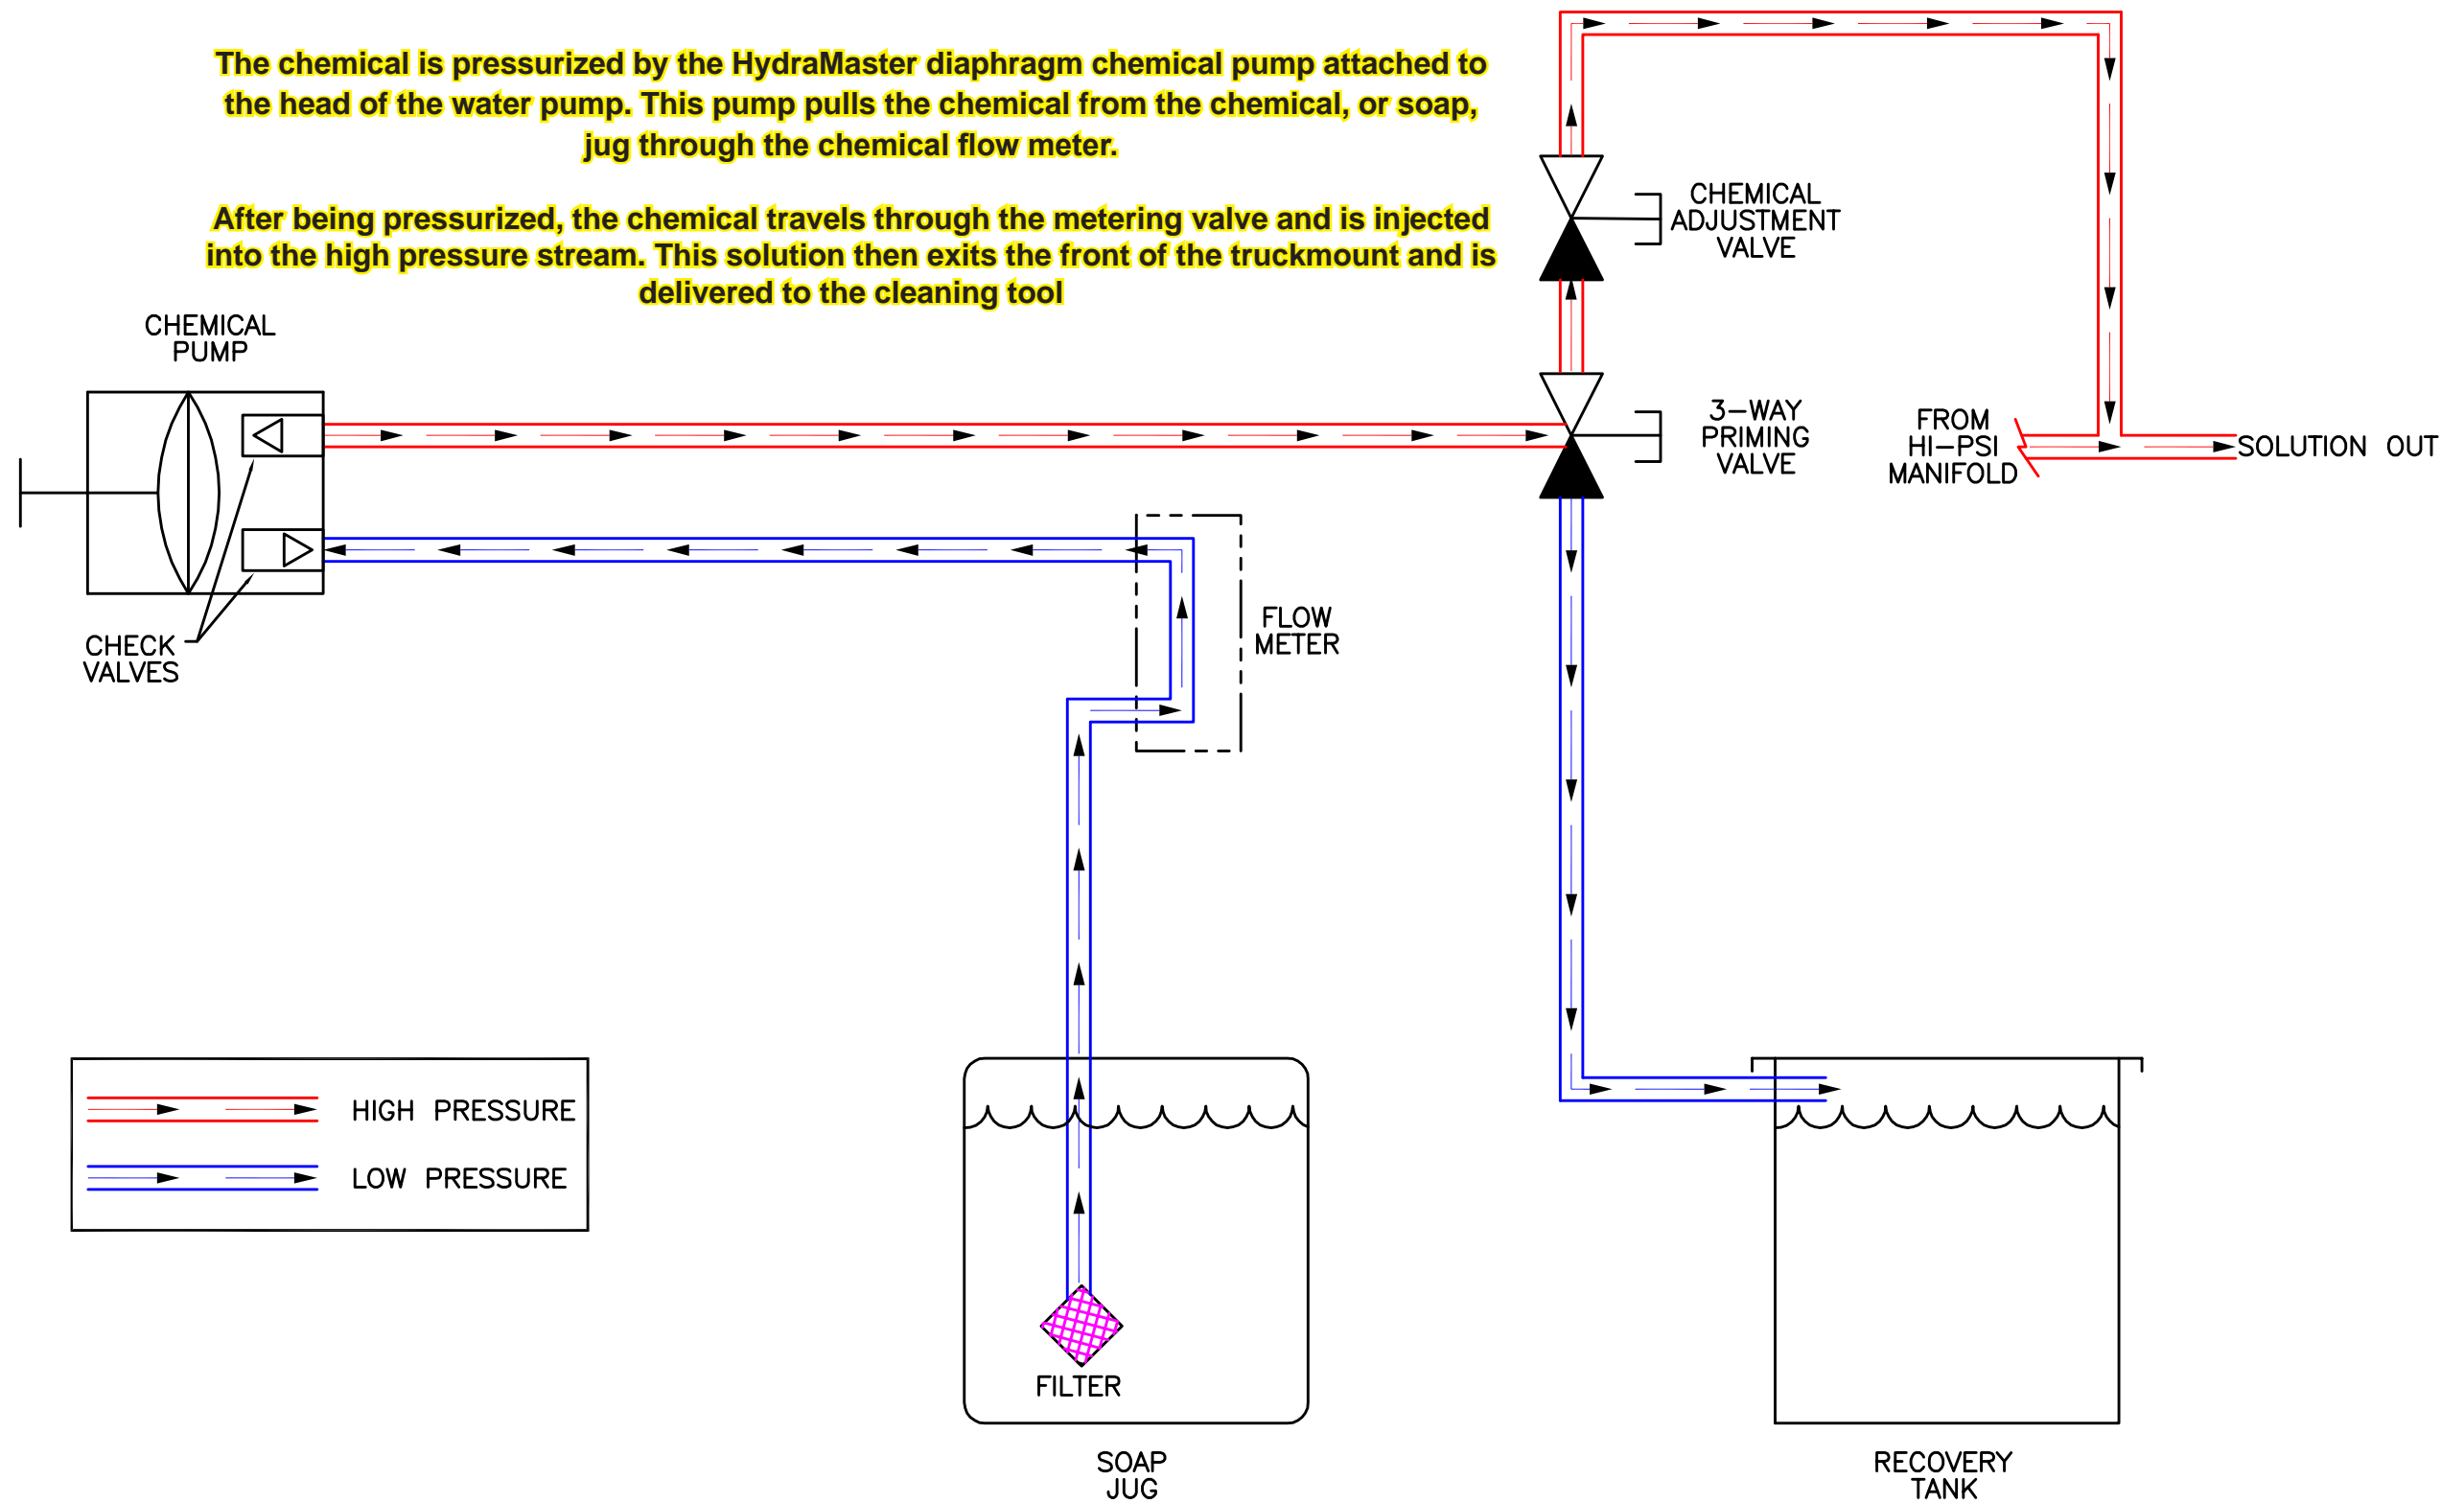 The chemical is pressurized by the HydraMaster diaphragm chemical pump attached to
the head of the water pump. This pump pulls the chemical from the chemical, or soap,
jug through the chemical flow meter.
After being pressurized, the chemical travels through the metering valve and is injected
into the high pressure stream. This solution then exits the front of the truckmount and is
delivered to the cleaning tool
CHEMICAL
ADJUSTMENT
VALVE
CHEMICAL
PUMP
3-WAY
PRIMING
VALVE
FROM
HI-PSI
MANIFOLD
SOLUTION OUT
CHECK
VALVES
FLOW
METER
HIGH PRESSURE
LOW PRESSURE
FILTER
SOAP
JUG
RECOVERY
TANK